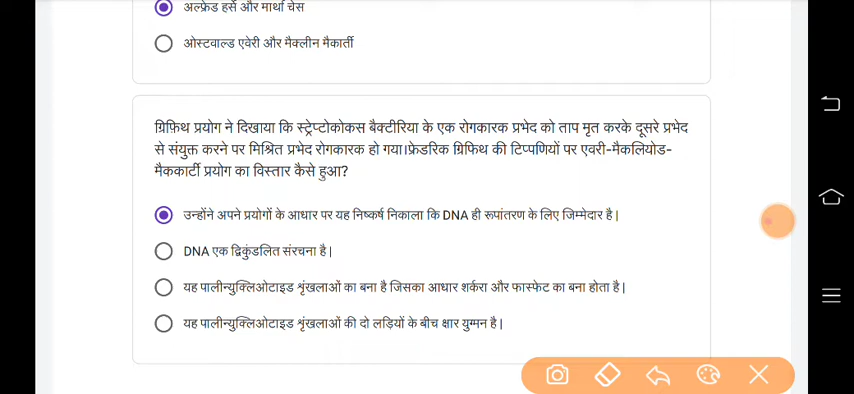 अल्फ्रेड हर्से और मार्था चेस
ओस्टवाल्ड एवेरी और मैक्लीन मैकार्ती
ग्रिफ़िथ प्रयोग ने दिखाया कि स्ट्रेप्टोकोकस बैक्टीरिया के एक रोगकारक प्रभेद को ताप मृत करके दूसरे प्रभेद
से संयुक्त करने पर मिश्रित प्रभेद रोगकारक हो गया।फ्रेडरिक ग्रिफिथ की टिप्पणियों पर एवरी-मैकलियोड-
मैककार्टी प्रयोग का विस्तार कैसे हुआ?
उन्होंने अपने प्रयोगों के आधार पर यह निष्कर्ष निकाला कि DNA ही रूपांतरण के लिए जिम्मेदार है|
DNA एक द्विकुंडलित संरचना है|
यह पालीन्युक्लिओटाइड शृंखलाओं का बना है जिसका आधार शर्करा और फास्फेट का बना होता है|
यह पालीन्युक्लिओटाइड शृंखलाओं की दो लड़ियों के बीच क्षार युग्मन है|